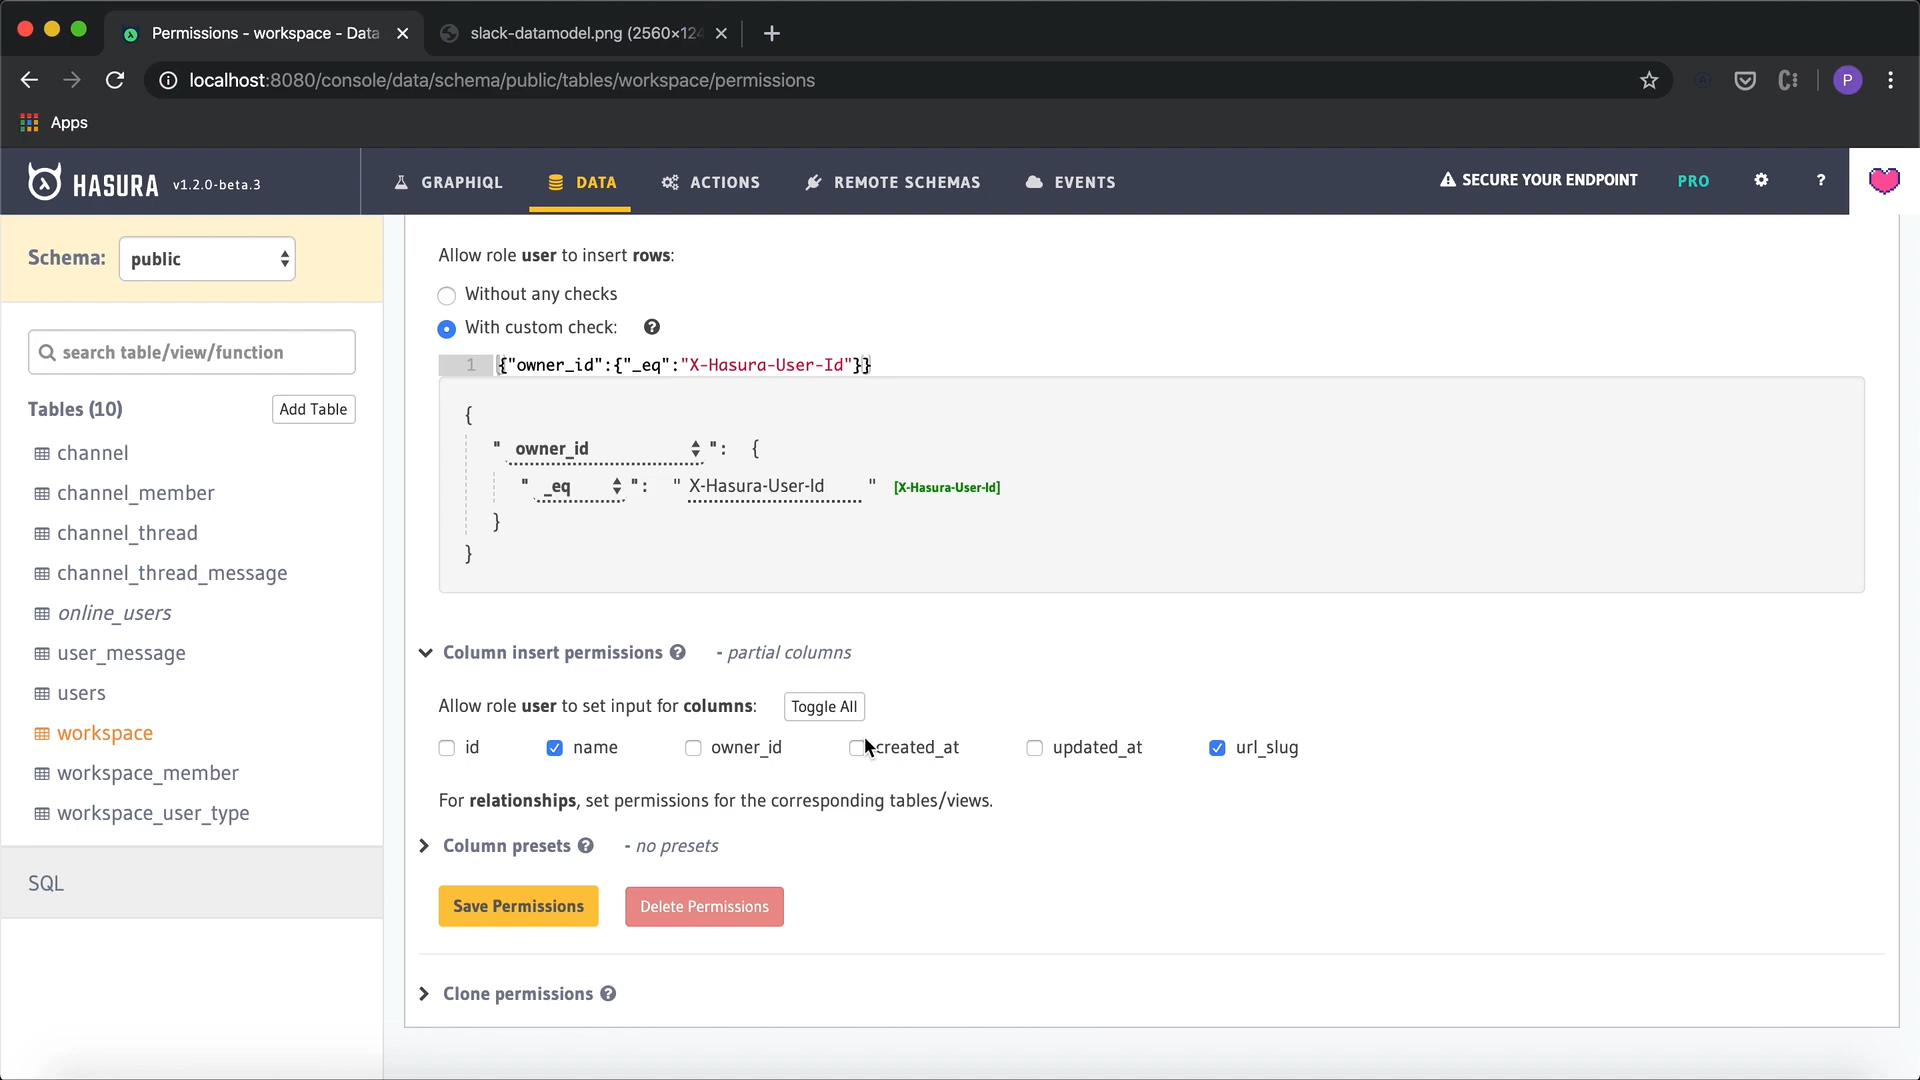 Permissions - workspace - Data
slack-datamodel.png (2560×124
localhost:8080/console/data/schema/public/tables/workspace/permissions
P
Apps
HASURA v1.2.0-beta.3
GRAPHIQL
DATA
ACTIONS
REMOTE SCHEMAS
EVENTS
SECURE YOUR ENDPOINT
PRO
?
Schema:
public
search table/view/function
Tables (10)
Add Table
channel
channel_member
channel_thread
channel_thread_message
online_users
user_message
users
workspace
workspace_member
workspace_user_type
SQL
Allow role user to insert rows:
Without any checks
With custom check: ?
1 {"owner_id":{"_eq":"X-Hasura-User-Id"}}
{
" owner_id ": {
" _eq ": " X-Hasura-User-Id " [X-Hasura-User-Id]
}
}
Column insert permissions ? - partial columns
Allow role user to set input for columns: Toggle All
id name owner_id created_at updated_at url_slug
For relationships, set permissions for the corresponding tables/views.
Column presets ? - no presets
Save Permissions
Delete Permissions
Clone permissions ?